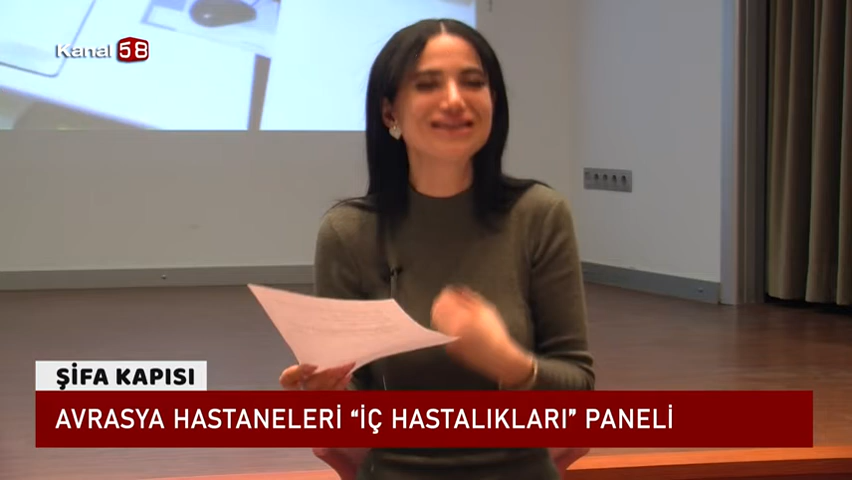 Kanal 58
ŞİFA KAPISI
AVRASYA HASTANELERİ “İÇ HASTALIKLARI” PANELİ